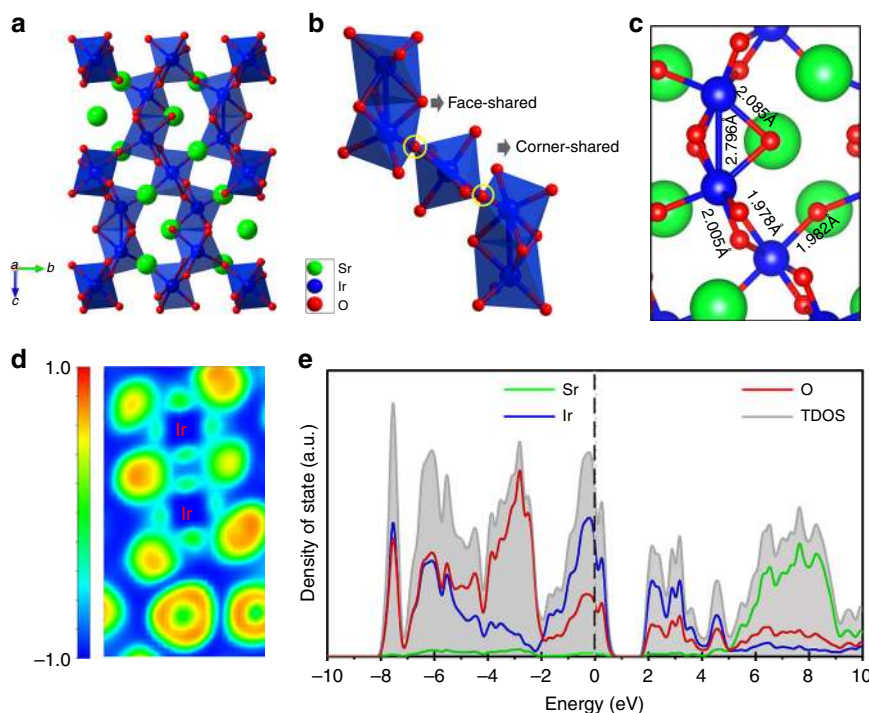 a
b
c
Face-shared
Corner-shared
a
b
c
Sr
Ir
O
2.085Å
2.796Å
1.978Å
2.005Å
1.982Å
d
1.0
Ir
Ir
–1.0
e
Density of state (a.u.)
Sr
Ir
O
TDOS
–10 –8 –6 –4 –2 0 2 4 6 8 10
Energy (eV)